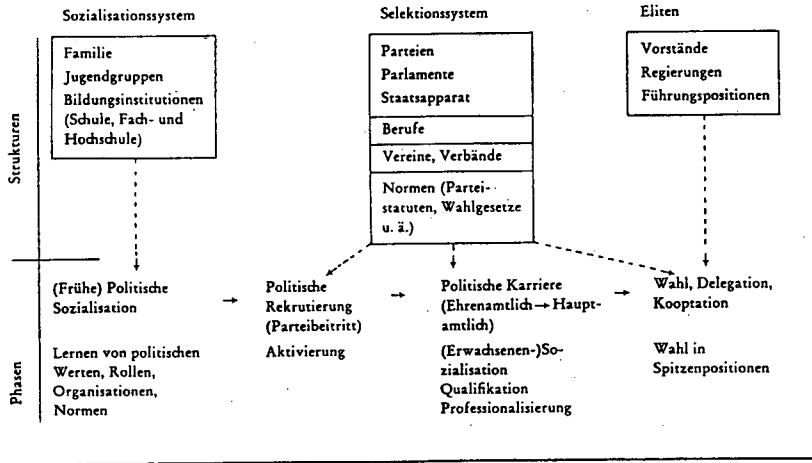 Sozialisationssystem
Selektionssystem
Eliten
Strukturen
Familie
Jugendgruppen
Bildungsinstitutionen
(Schule, Fach- und
Hochschule)
Parteien
Parlamente
Staatsapparat
Berufe
Vereine, Verbände
Normen (Partei-
statuten, Wahlgesetze
u. ä.)
Vorstände
Regierungen
Führungspositionen
Phasen
(Frühe) Politische
Sozialisation
Lernen von politischen
Werten, Rollen,
Organisationen,
Normen
Politische
Rekrutierung
(Parteibeitritt)
Aktivierung
Politische Karriere
(Ehrenamtlich → Haupt-
amtlich)
(Erwachsenen-)So-
zialisation
Qualifikation
Professionalisierung
Wahl, Delegation,
Kooptation
Wahl in
Spitzenpositionen